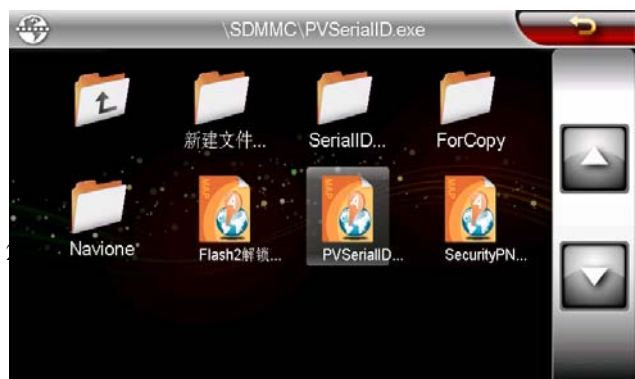 \SDMMC\PVSerialID.exe
新建文件... SerialID... ForCopy
Navione Flash2解锁... PVSerialID... SecurityPN...